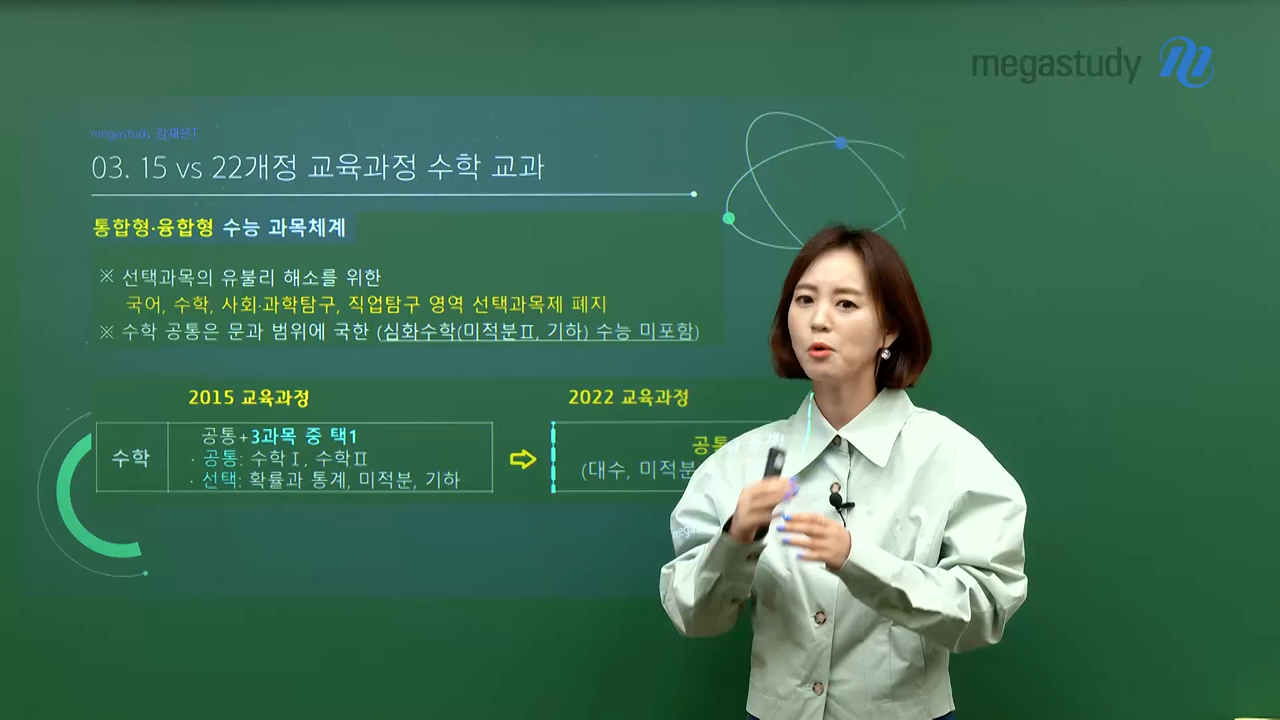 megastudy
megastudy 김재은T
03. 15 vs 22개정 교육과정 수학 교과
통합형·융합형 수능 과목체계
※ 선택과목의 유불리 해소를 위한
국어, 수학, 사회·과학탐구, 직업탐구 영역 선택과목제 폐지
※ 수학 공통은 문과 범위에 국한 (심화수학(미적분Ⅱ, 기하) 수능 미포함)
2015 교육과정
2022 교육과정
수학
공통+3과목 중 택1
· 공통: 수학Ⅰ, 수학Ⅱ
· 선택: 확률과 통계, 미적분, 기하
공통
(대수, 미적분